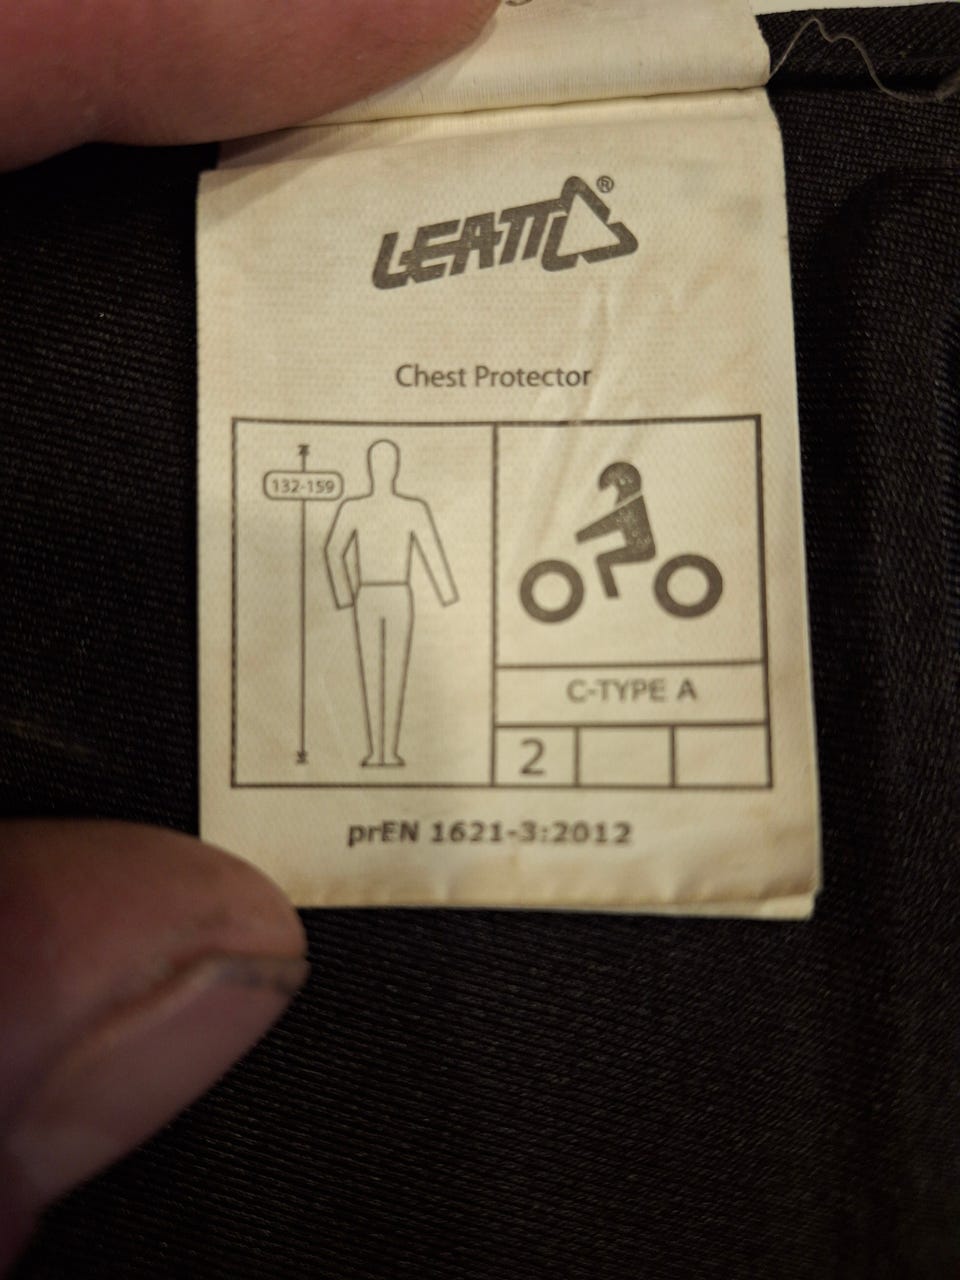 LEATT®
Chest Protector
132-159
C-TYPE A
2
prEN 1621-3:2012